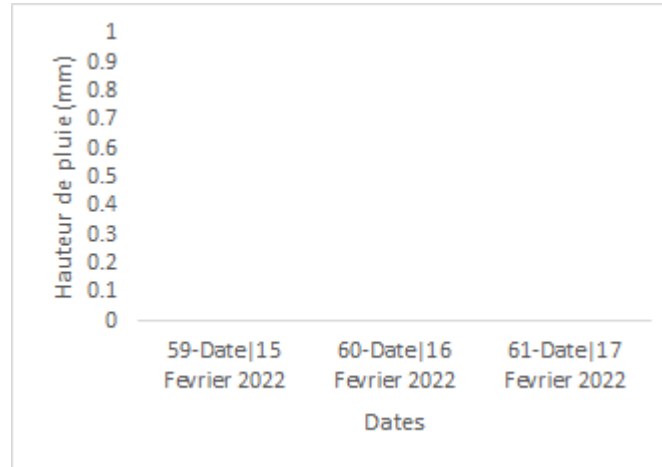 Hauteur de pluie (mm)
1
0.9
0.8
0.7
0.6
0.5
0.4
0.3
0.2
0.1
0
59-Date|15
Fevrier 2022
60-Date|16
Fevrier 2022
61-Date|17
Fevrier 2022
Dates